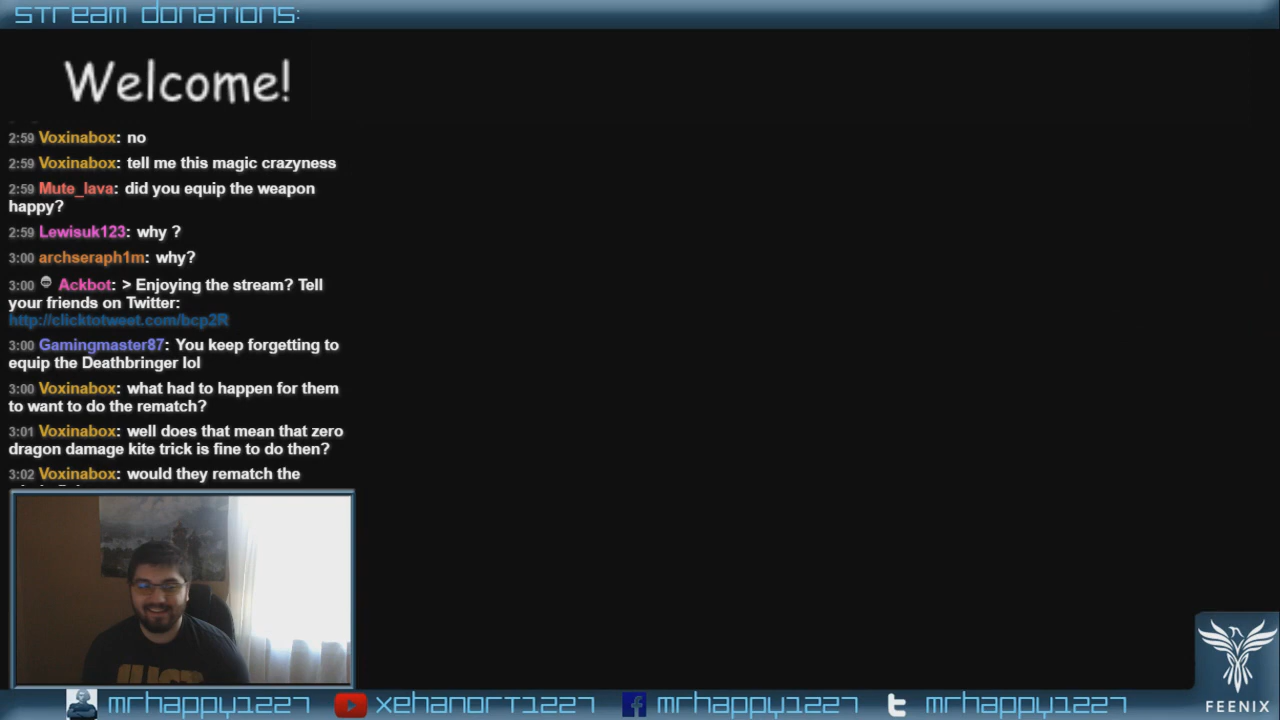 STREAM DONATIONS:
Welcome!
2:59 Voxinabox: no
2:59 Voxinabox: tell me this magic crazyness
2:59 Mute_lava: did you equip the weapon
happy?
2:59 Lewisuk123: why ?
3:00 archseraph1m: why?
3:00 Ackbot: > Enjoying the stream? Tell
your friends on Twitter:
http://clicktotweet.com/bcp2R
3:00 Gamingmaster87: You keep forgetting to
equip the Deathbringer lol
3:00 Voxinabox: what had to happen for them
to want to do the rematch?
3:01 Voxinabox: well does that mean that zero
dragon damage kite trick is fine to do then?
3:02 Voxinabox: would they rematch the
mrhappy1227 xehanort1227 mrhappy1227 mrhappy1227
FEENIX